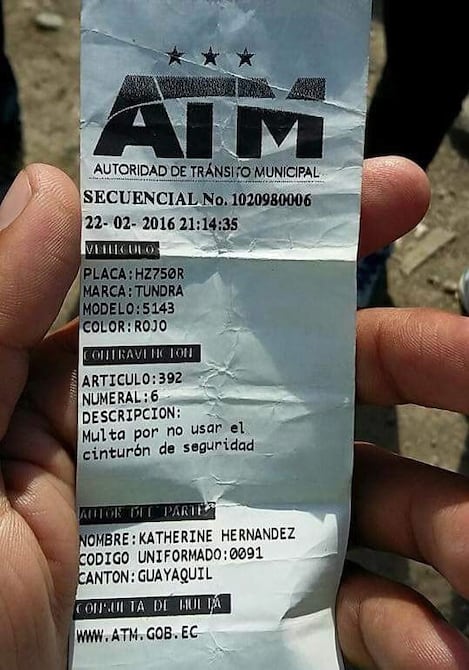 ATM
AUTORIDAD DE TRÁNSITO MUNICIPAL
SECUENCIAL No. 1020980006
22- 02- 2016 21:14:35
VEHICULO
PLACA:HZ750R
MARCA:TUNDRA
MODELO:5143
COLOR:ROJO
CONTRAVENCION
ARTICULO:392
NUMERAL:6
DESCRIPCION:
Multa por no usar el
cinturón de seguridad
AUTOR DEL PARTE
NOMBRE:KATHERINE HERNANDEZ
CODIGO UNIFORMADO:0091
CANTON:GUAYAQUIL
CONSULTA DE MULTA
WWW.ATM.GOB.EC